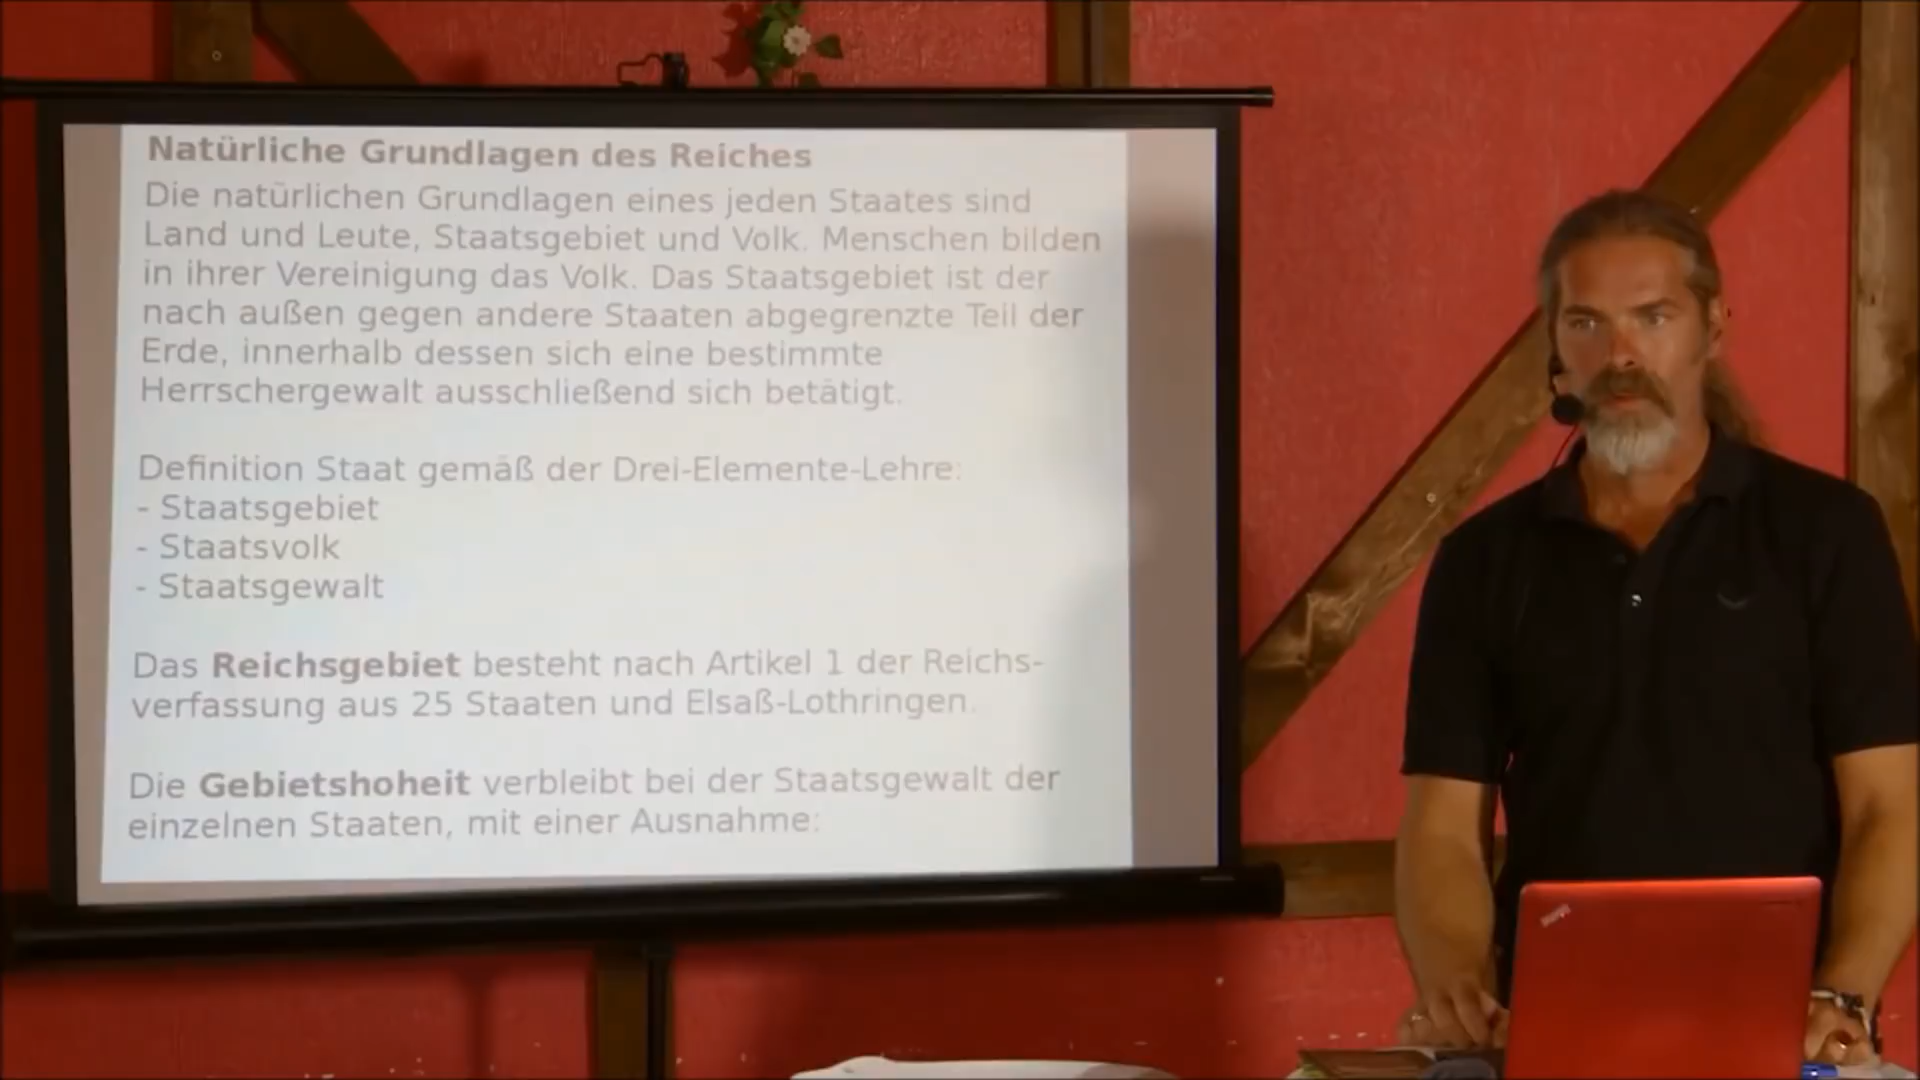 Natürliche Grundlagen des Reiches
Die natürlichen Grundlagen eines jeden Staates sind
Land und Leute, Staatsgebiet und Volk. Menschen bilden
in ihrer Vereinigung das Volk. Das Staatsgebiet ist der
nach außen gegen andere Staaten abgegrenzte Teil der
Erde, innerhalb dessen sich eine bestimmte
Herrschergewalt ausschließend sich betätigt.
Definition Staat gemäß der Drei-Elemente-Lehre:
- Staatsgebiet
- Staatsvolk
- Staatsgewalt
Das Reichsgebiet besteht nach Artikel 1 der Reichs-
verfassung aus 25 Staaten und Elsaß-Lothringen.
Die Gebietshoheit verbleibt bei der Staatsgewalt der
einzelnen Staaten, mit einer Ausnahme: